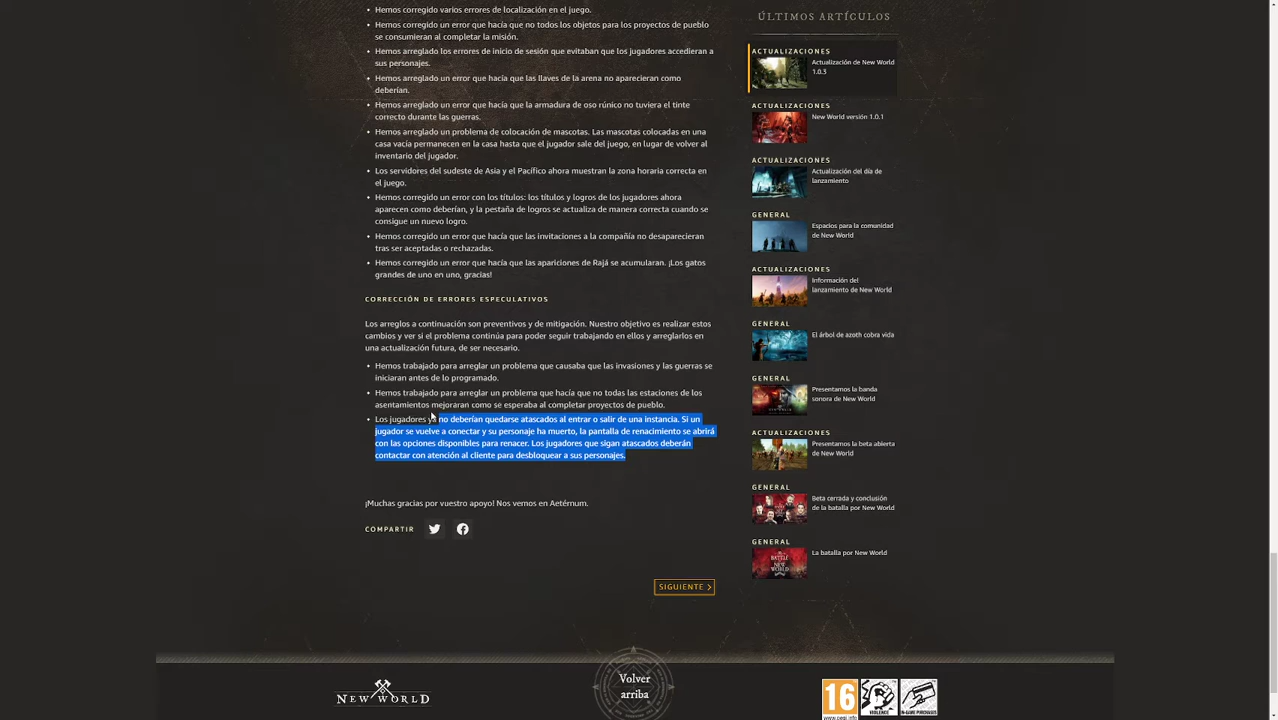 Hemos corregido varios errores de localización en el juego.
Hemos corregido un error que hacía que no todos los objetos para los proyectos de pueblo
se consumieran al completar la misión.
Hemos arreglado los errores de inicio de sesión que evitaban que los jugadores accedieran a
sus personajes.
Hemos arreglado un error que hacía que las llaves de la arena no aparecieran como
deberían.
Hemos arreglado un error que hacía que la armadura de oso rúnico no tuviera el tinte
correcto durante las guerras.
Hemos arreglado un problema de colocación de mascotas. Las mascotas colocadas en una
casa vacía permanecen en la casa hasta que el jugador sale del juego, en lugar de volver al
inventario del jugador.
Los servidores del sudeste de Asia y el Pacífico ahora muestran la zona horaria correcta en
el juego.
Hemos corregido un error con los títulos: los títulos y logros de los jugadores ahora
aparecen como deberían, y la pestaña de logros se actualiza de manera correcta cuando se
consigue un nuevo logro.
Hemos corregido un error que hacía que las invitaciones a la compañía no desaparecieran
tras ser aceptadas o rechazadas.
Hemos corregido un error que hacía que las apariciones de Rajá se acumularan. ¡Los gatos
grandes de uno en uno, gracias!
CORRECCIÓN DE ERRORES ESPECULATIVOS
Los arreglos a continuación son preventivos y de mitigación. Nuestro objetivo es realizar estos
cambios y ver si el problema continúa para poder seguir trabajando en ellos y arreglarlos en
una actualización futura, de ser necesario.
Hemos trabajado para arreglar un problema que causaba que las invasiones y las guerras se
iniciaran antes de lo programado.
Hemos trabajado para arreglar un problema que hacía que no todas las estaciones de los
asentamientos mejoraran como se esperaba al completar proyectos de pueblo.
Los jugadores ya no deberían quedarse atascados al entrar o salir de una instancia. Si un
jugador se vuelve a conectar y su personaje ha muerto, la pantalla de renacimiento se abrirá
con las opciones disponibles para renacer. Los jugadores que sigan atascados deberán
contactar con atención al cliente para desbloquear a sus personajes.
¡Muchas gracias por vuestro apoyo! Nos vemos en Aetérnum.
COMPARTIR
SIGUIENTE
ÚLTIMOS ARTÍCULOS
ACTUALIZACIONES
Actualización de New World
1.0.3
ACTUALIZACIONES
New World versión 1.0.1
ACTUALIZACIONES
Actualización del día de
lanzamiento
GENERAL
Espacios para la comunidad
de New World
ACTUALIZACIONES
Información del
lanzamiento de New World
GENERAL
El árbol de azoth cobra vida
GENERAL
Presentamos la banda
sonora de New World
ACTUALIZACIONES
Presentamos la beta abierta
de New World
GENERAL
Beta cerrada y conclusión
de la batalla por New World
GENERAL
La batalla por New World
NEW WORLD
Volver
arriba
16
www.pegi.info
VIOLENCE
IN-GAME PURCHASES